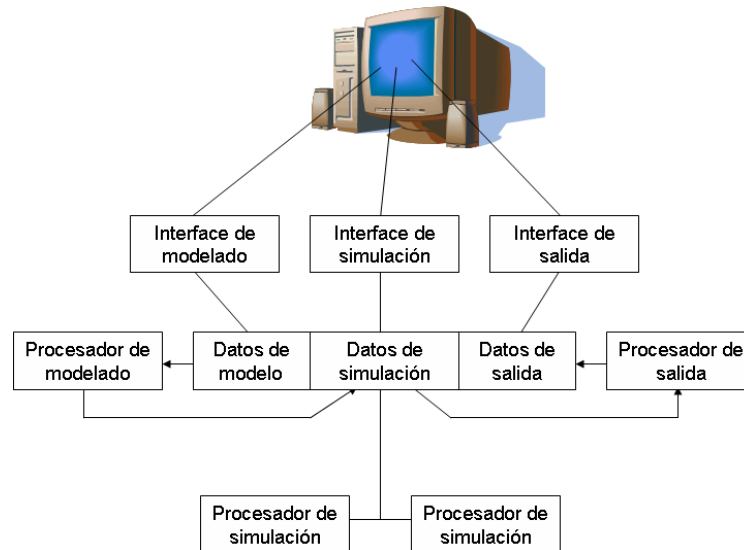 Interface de
modelado
Interface de
simulación
Interface de
salida
Procesador de
modelado
Datos de
modelo
Datos de
simulación
Datos de
salida
Procesador de
salida
Procesador de
simulación
Procesador de
simulación